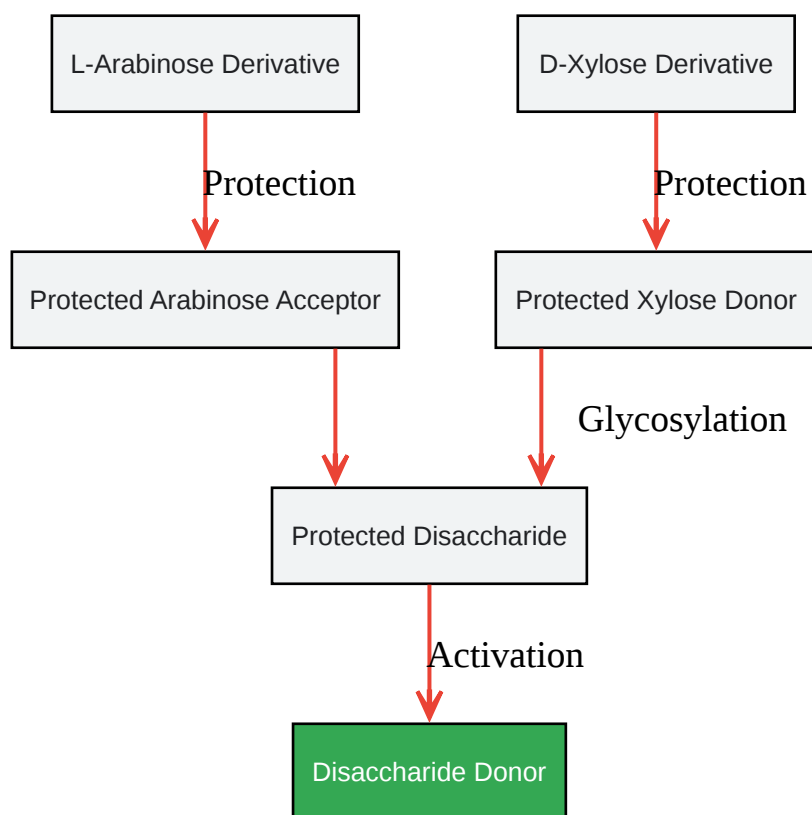 L-Arabinose Derivative
D-Xylose Derivative
Protection
Protection
Protected Arabinose Acceptor
Protected Xylose Donor
Glycosylation
Protected Disaccharide
Activation
Disaccharide Donor